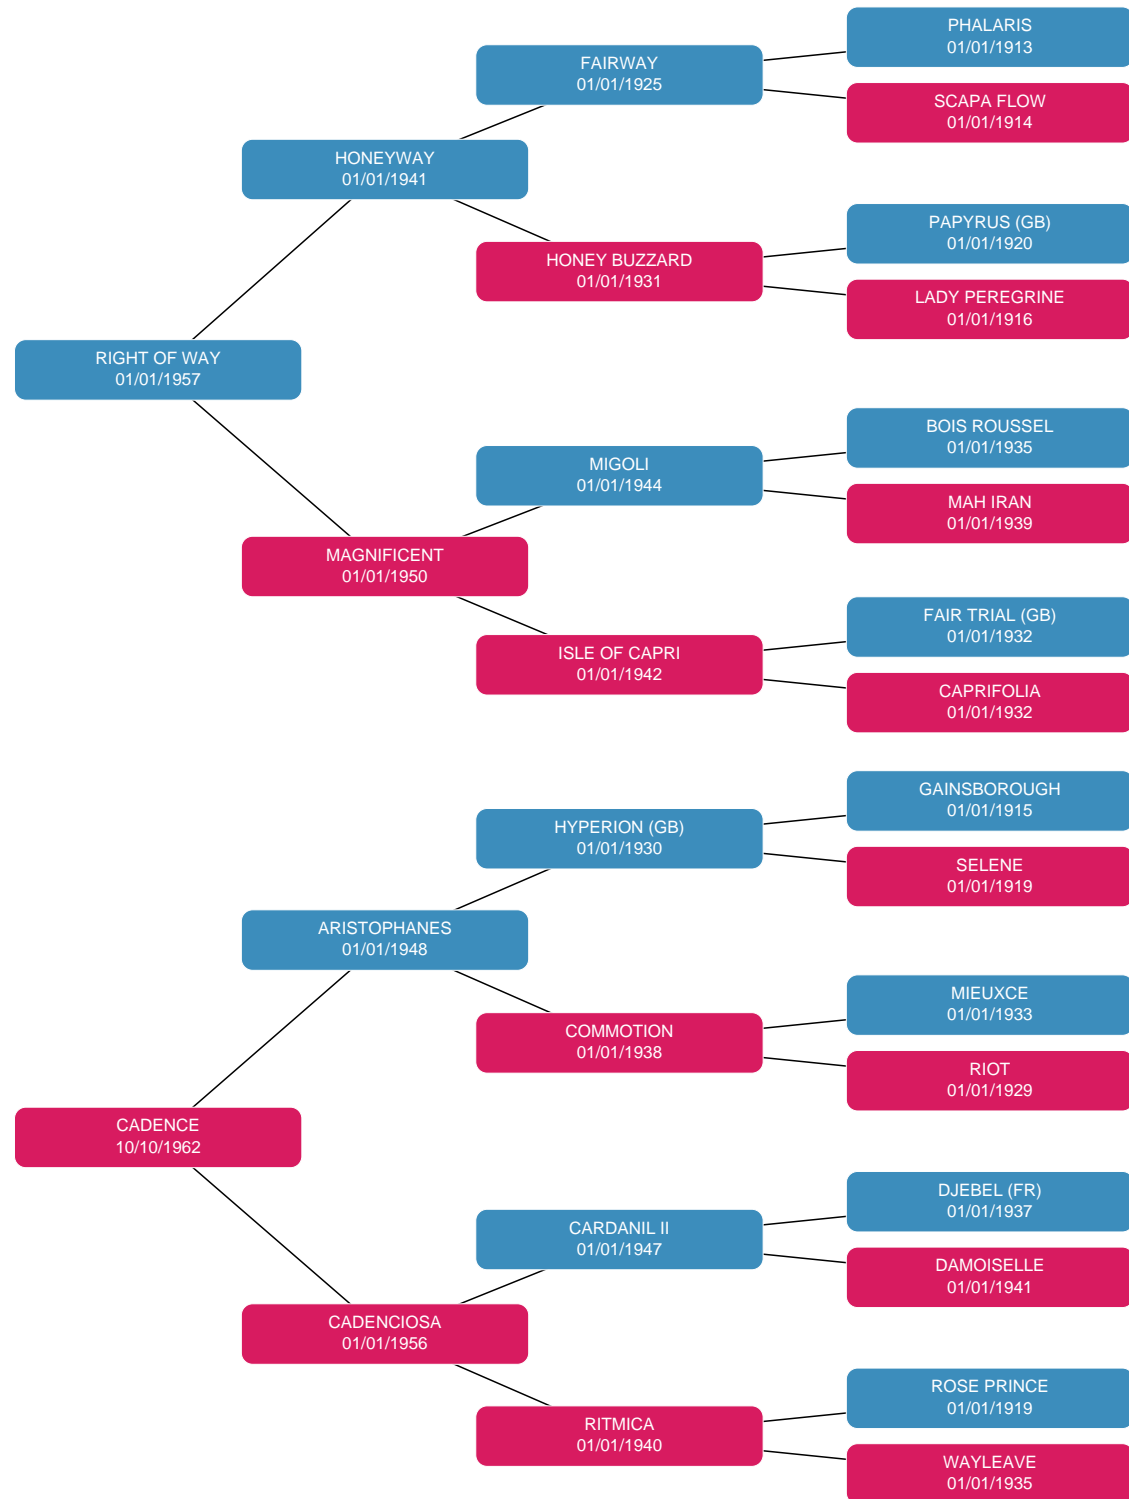 PHALARIS
01/01/1913
FAIRWAY
01/01/1925
SCAPA FLOW
01/01/1914
HONEYWAY
01/01/1941
PAPYRUS (GB)
01/01/1920
HONEY BUZZARD
01/01/1931
LADY PEREGRINE
01/01/1916
RIGHT OF WAY
01/01/1957
BOIS ROUSSEL
01/01/1935
MIGOLI
01/01/1944
MAH IRAN
01/01/1939
MAGNIFICENT
01/01/1950
FAIR TRIAL (GB)
01/01/1932
ISLE OF CAPRI
01/01/1942
CAPRIFOLIA
01/01/1932
GAINSBOROUGH
01/01/1915
HYPERION (GB)
01/01/1930
SELENE
01/01/1919
ARISTOPHANES
01/01/1948
MIEUXCE
01/01/1933
COMMOTION
01/01/1938
RIOT
01/01/1929
CADENCE
10/10/1962
DJEBEL (FR)
01/01/1937
CARDANIL II
01/01/1947
DAMOISELLE
01/01/1941
CADENCIOSA
01/01/1956
ROSE PRINCE
01/01/1919
RITMICA
01/01/1940
WAYLEAVE
01/01/1935